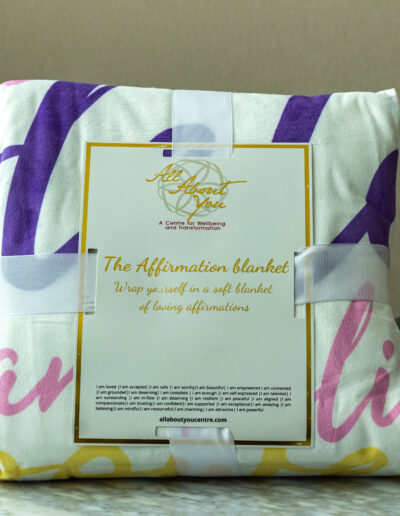 All
About
You
A Centre for Wellbeing
and Transformation
The Affirmation blanket
Wrap yourself in a soft blanket
of loving affirmations
I am loved |I am accepted |I am safe |I am worthy|I am beautiful| I am empowered I am connected
|I am grounded|I am deserving |I am complete | I am enough |I am self-expressed |I am talented| I
am outstanding |I am in-flow |I am deserving |I am resilient |I am peaceful |I am aligned |I am
compassionate|I am trusting|I am confident| I am supported |I am exceptional |I am amazing |I am
believing|I am mindful|I am resourceful|I am charming| I am attractive| I am powerful
allaboutyoucentre.com